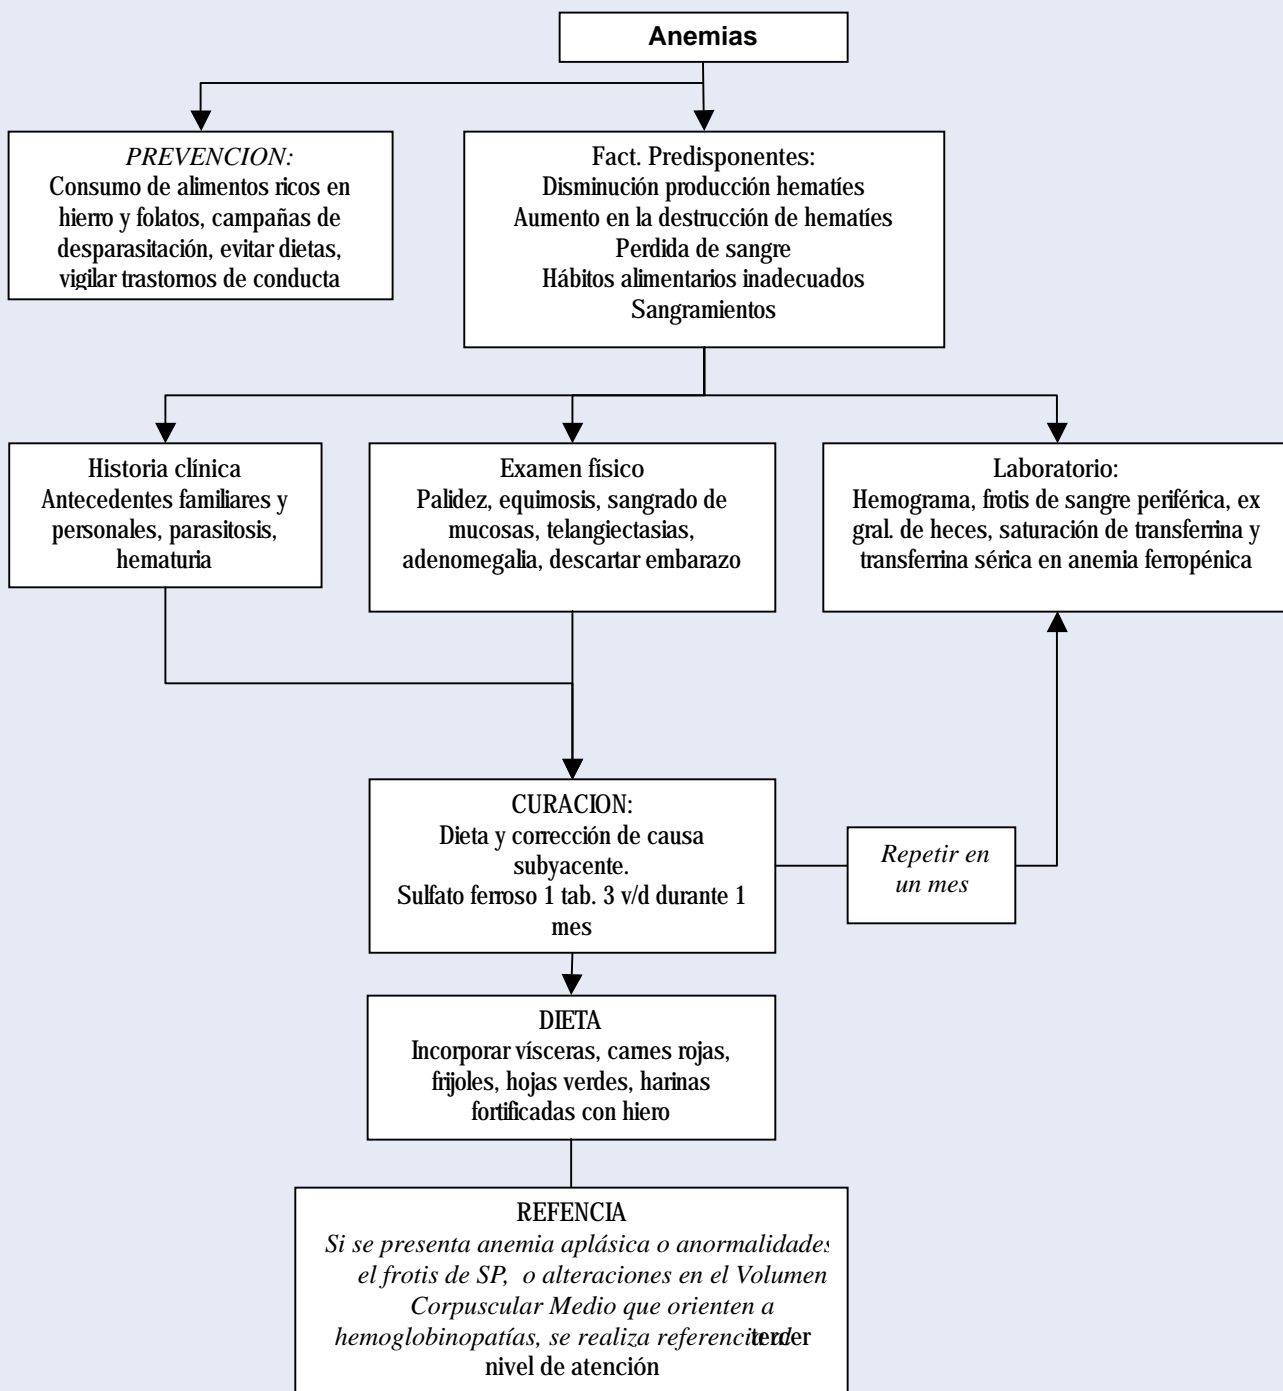 Anemias
PREVENCION:
Consumo de alimentos ricos en
hierro y folatos, campañas de
desparasitación, evitar dietas,
vigilar trastornos de conducta
Fact. Predisponentes:
Disminución producción hematíes
Aumento en la destrucción de hematíes
Perdida de sangre
Hábitos alimentarios inadecuados
Sangramientos
Historia clínica
Antecedentes familiares y
personales, parasitosis,
hematuria
Examen físico
Palidez, equimosis, sangrado de
mucosas, telangiectasias,
adenomegalia, descartar embarazo
Laboratorio:
Hemograma, frotis de sangre periférica, ex
gral. de heces, saturación de transferrina y
transferrina sérica en anemia ferropénica
CURACION:
Dieta y corrección de causa
subyacente.
Sulfato ferroso 1 tab. 3 v/d durante 1
mes
Repetir en
un mes
DIETA
Incorporar vísceras, carnes rojas,
frijoles, hojas verdes, harinas
fortificadas con hiero
REFENCIA
Si se presenta anemia aplásica o anormalidades
el frotis de SP, o alteraciones en el Volumen
Corpuscular Medio que orienten a
hemoglobinopatías, se realiza referencia tercer
nivel de atención